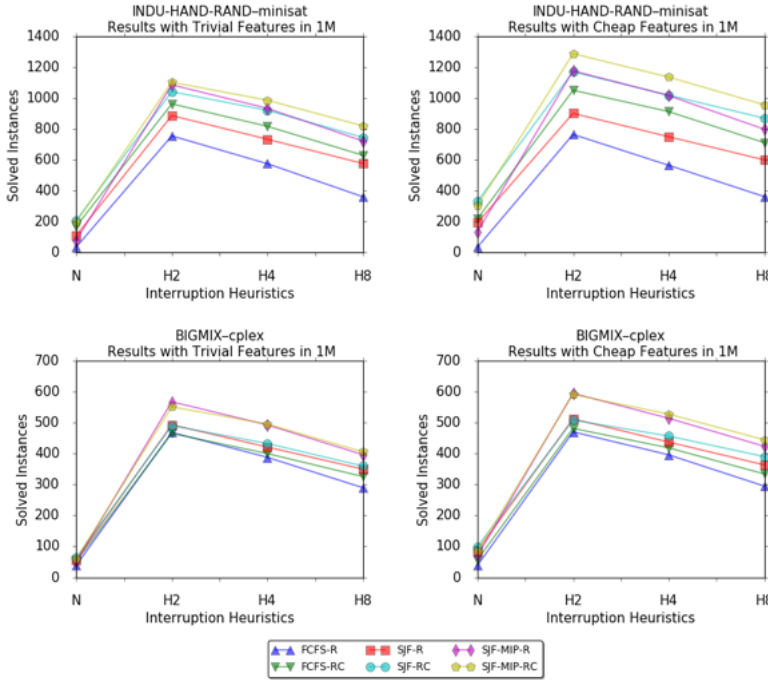 INDU-HAND-RAND–minisat
Results with Trivial Features in 1M
1400
1200
1000
800
600
400
200
0
Solved Instances
N H2 H4 H8
Interruption Heuristics
INDU-HAND-RAND–minisat
Results with Cheap Features in 1M
1400
1200
1000
800
600
400
200
0
Solved Instances
N H2 H4 H8
Interruption Heuristics
BIGMIX–cplex
Results with Trivial Features in 1M
700
600
500
400
300
200
100
0
Solved Instances
N H2 H4 H8
Interruption Heuristics
BIGMIX–cplex
Results with Cheap Features in 1M
700
600
500
400
300
200
100
0
Solved Instances
N H2 H4 H8
Interruption Heuristics
FCFS-R SJF-R SJF-MIP-R
FCFS-RC SJF-RC SJF-MIP-RC